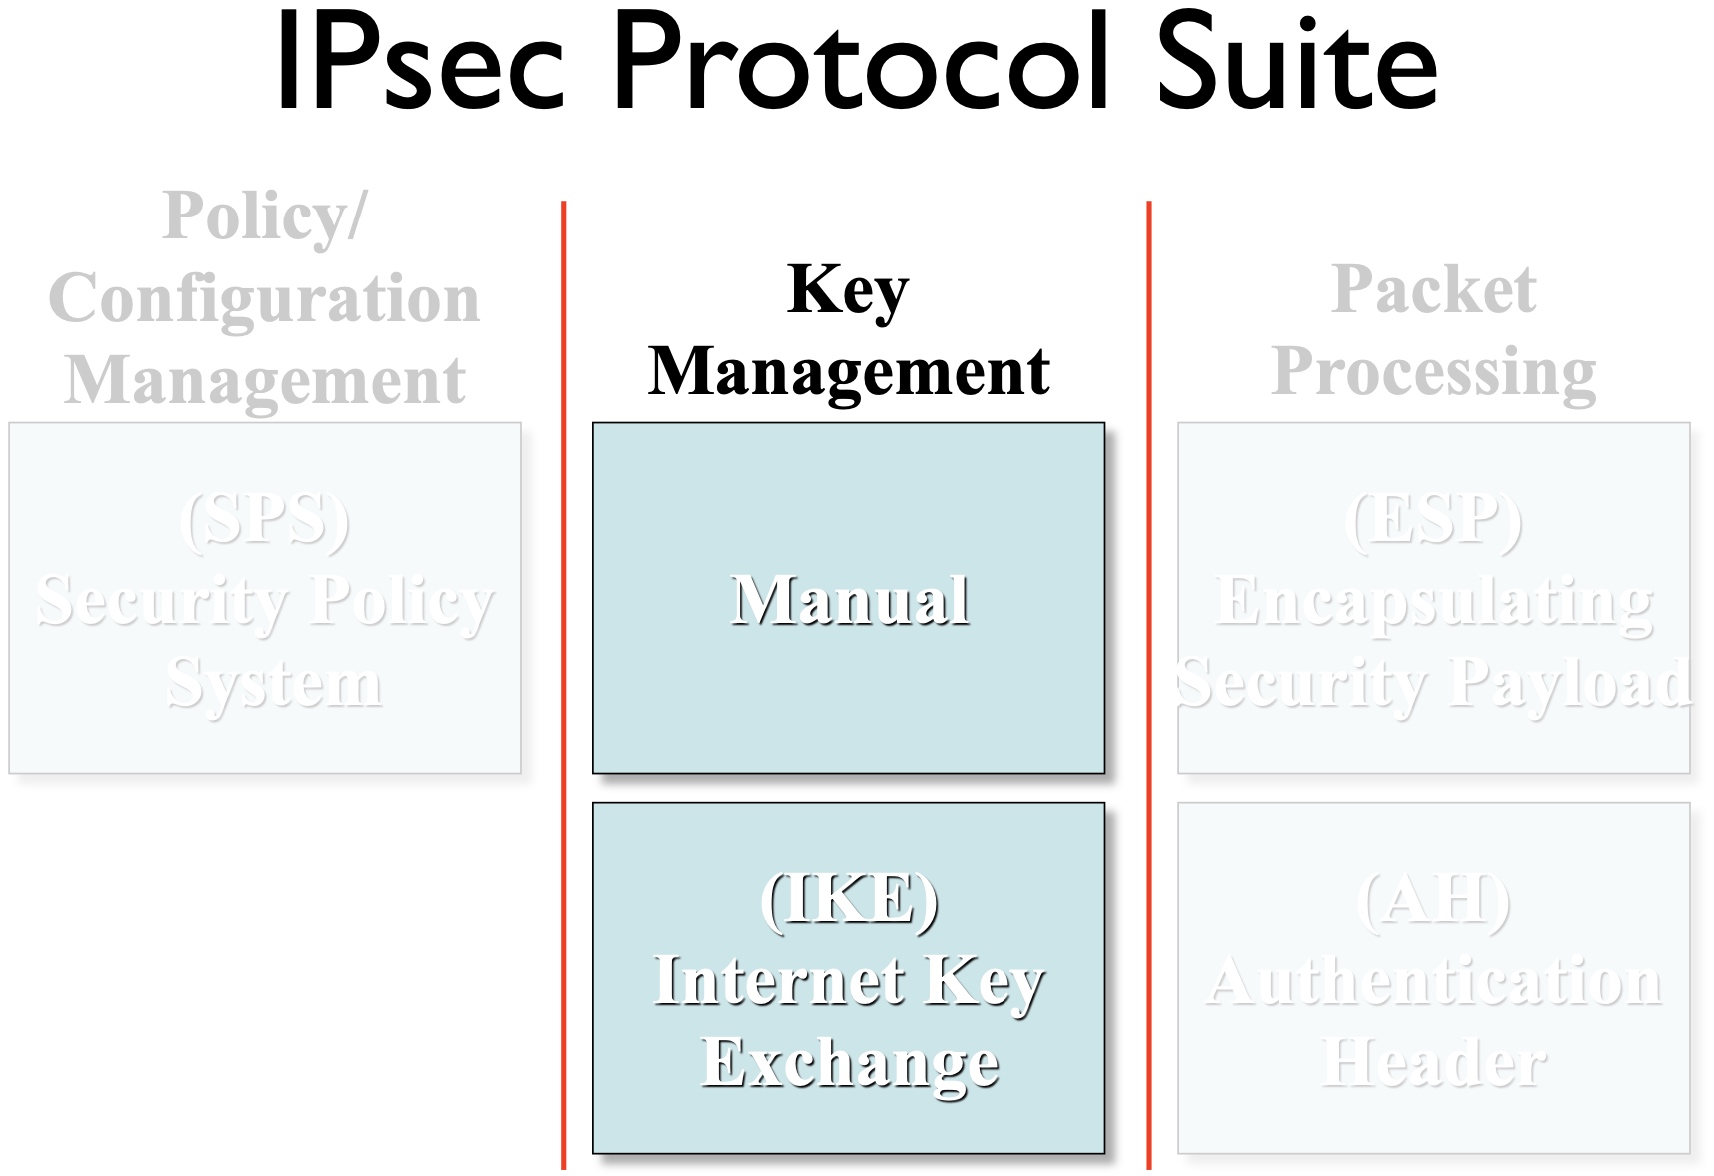 IPsec Protocol Suite
Policy/
Configuration
Management
(SPS)
Security Policy
System
Key
Management
Manual
(IKE)
Internet Key
Exchange
Packet
Processing
(ESP)
Encapsulating
Security Payload
(AH)
Authentication
Header